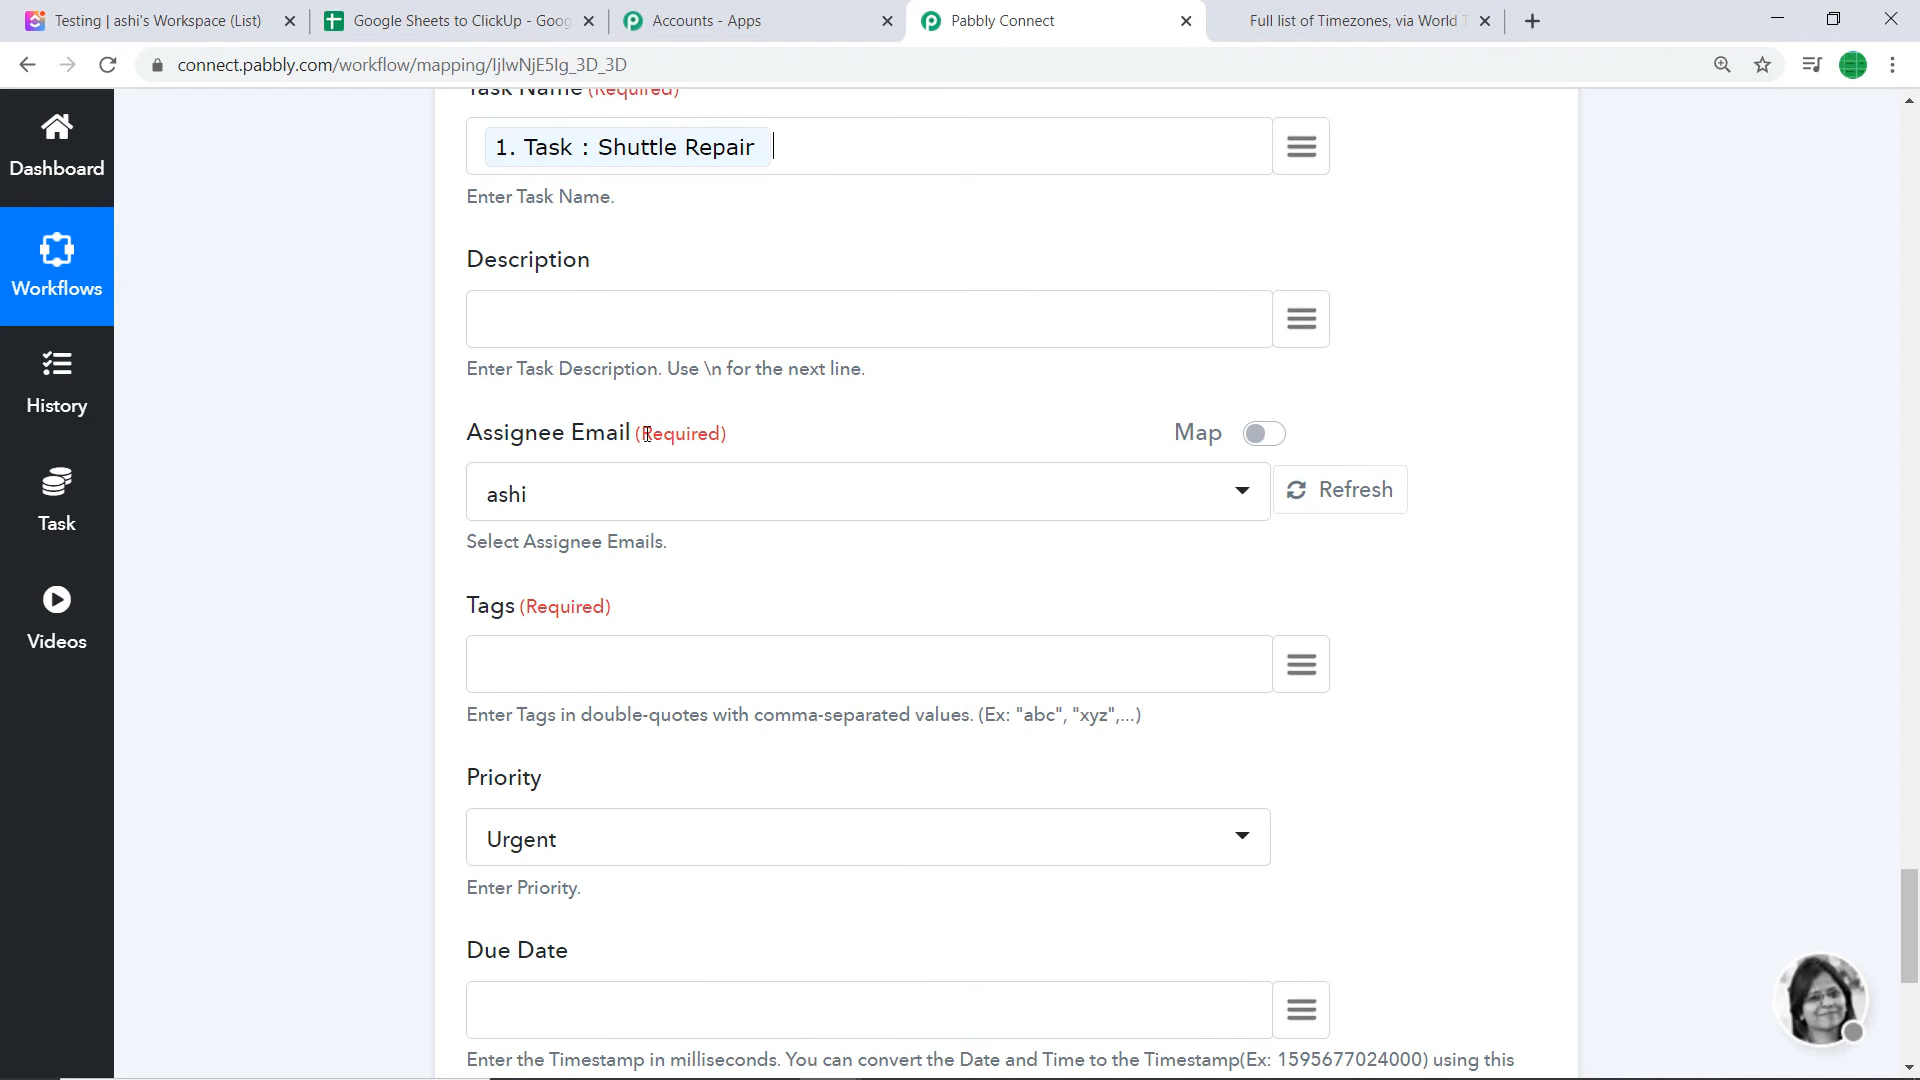 Testing | ashi's Workspace (List)
Google Sheets to ClickUp - Goog
Accounts - Apps
Pabbly Connect
Full list of Timezones, via World T
connect.pabbly.com/workflow/mapping/IjIwNjE5Ig_3D_3D
Task Name (Required)
1. Task : Shuttle Repair
Enter Task Name.
Description
Enter Task Description. Use \n for the next line.
Assignee Email (Required)
Map
ashi
Refresh
Select Assignee Emails.
Tags (Required)
Enter Tags in double-quotes with comma-separated values. (Ex: "abc", "xyz",...)
Priority
Urgent
Enter Priority.
Due Date
Enter the Timestamp in milliseconds. You can convert the Date and Time to the Timestamp(Ex: 1595677024000) using this
Dashboard
Workflows
History
Task
Videos